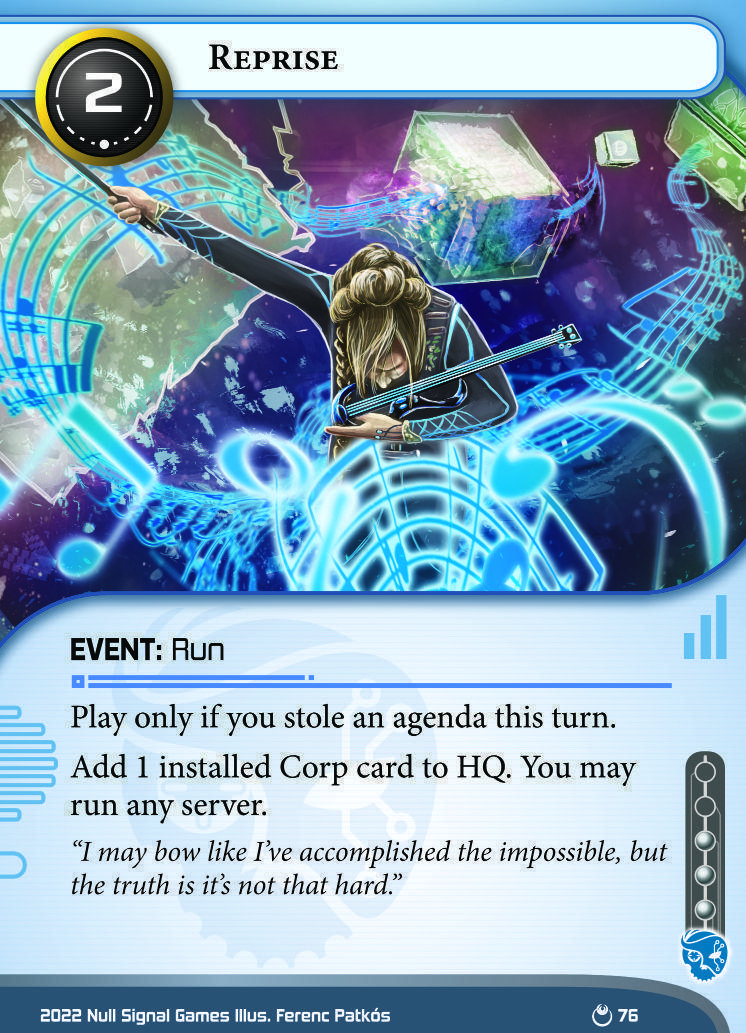 2
Reprise
9
EVENT: Run
Play only if you stole an agenda this turn.
Add 1 installed Corp card to HQ. You may
run any server.
“I may bow like I’ve accomplished the impossible, but
the truth is it’s not that hard.”
2022 Null Signal Games Illus. Ferenc Patkós
76